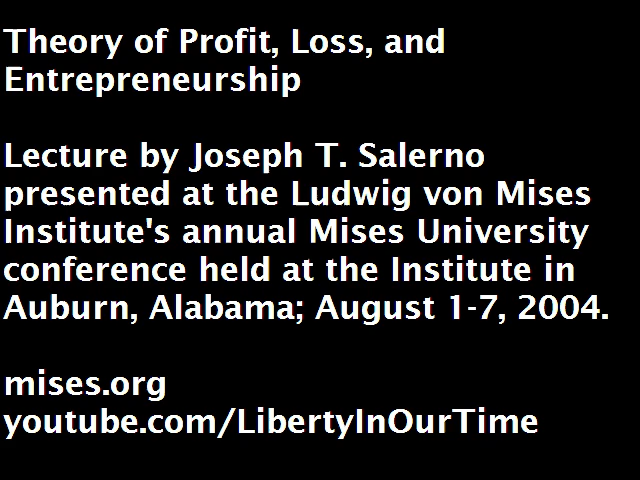 Theory of Profit, Loss, and
Entrepreneurship
Lecture by Joseph T. Salerno
presented at the Ludwig von Mises
Institute's annual Mises University
conference held at the Institute in
Auburn, Alabama; August 1-7, 2004.
mises.org
youtube.com/LibertyInOurTime